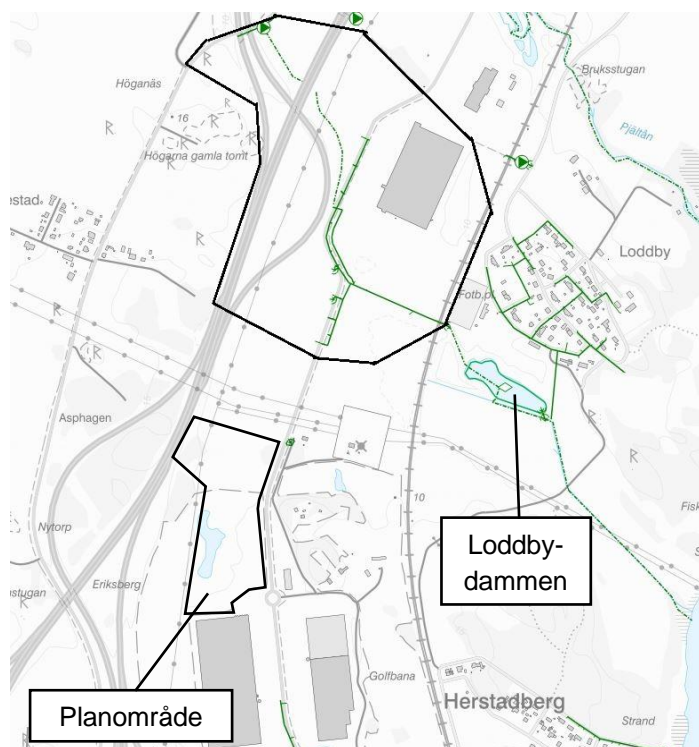 Bruksstugan
Höganäs
Pjältån
16
Högarna gamla tomt
estad
Loddby
Fotb.pl.
Asphagen
10
Fisk
Nytorp
Loddby-
dammen
Eriksberg
stugan
Golfbana
Planområde
Herstadberg
Strand